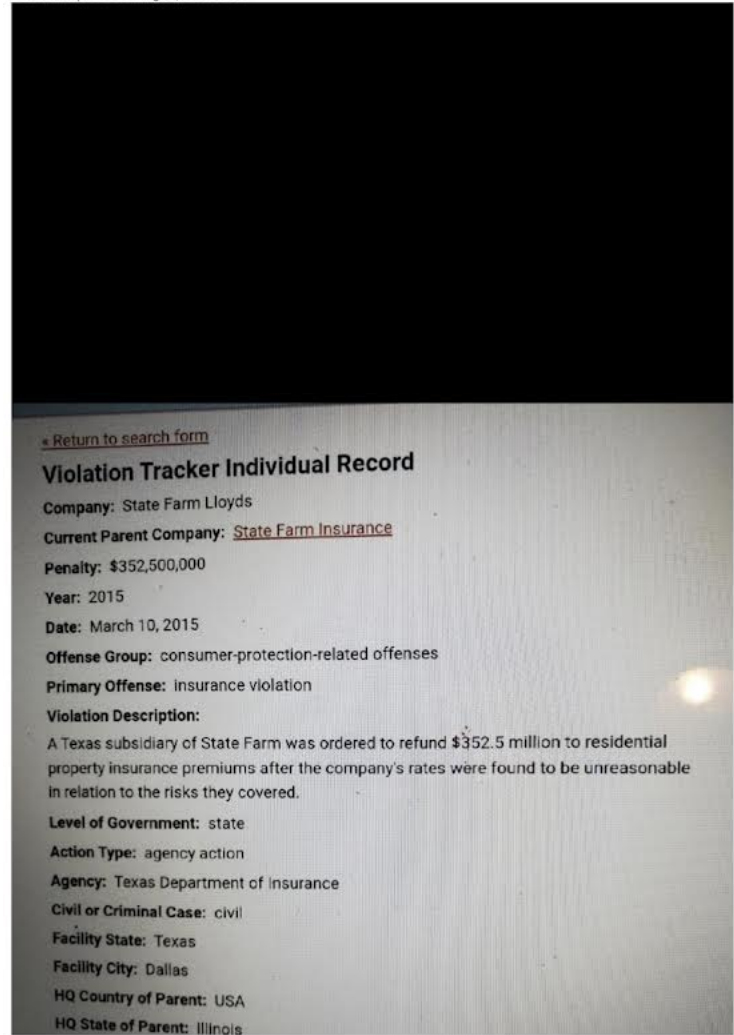 « Return to search form
Violation Tracker Individual Record
Company: State Farm Lloyds
Current Parent Company: State Farm Insurance
Penalty: $352,500,000
Year: 2015
Date: March 10, 2015
Offense Group: consumer-protection-related offenses
Primary Offense: insurance violation
Violation Description:
A Texas subsidiary of State Farm was ordered to refund $352.5 million to residential
property insurance premiums after the company's rates were found to be unreasonable
in relation to the risks they covered.
Level of Government: state
Action Type: agency action
Agency: Texas Department of Insurance
Civil or Criminal Case: civil
Facility State: Texas
Facility City: Dallas
HQ Country of Parent: USA
HQ State of Parent: Illinois